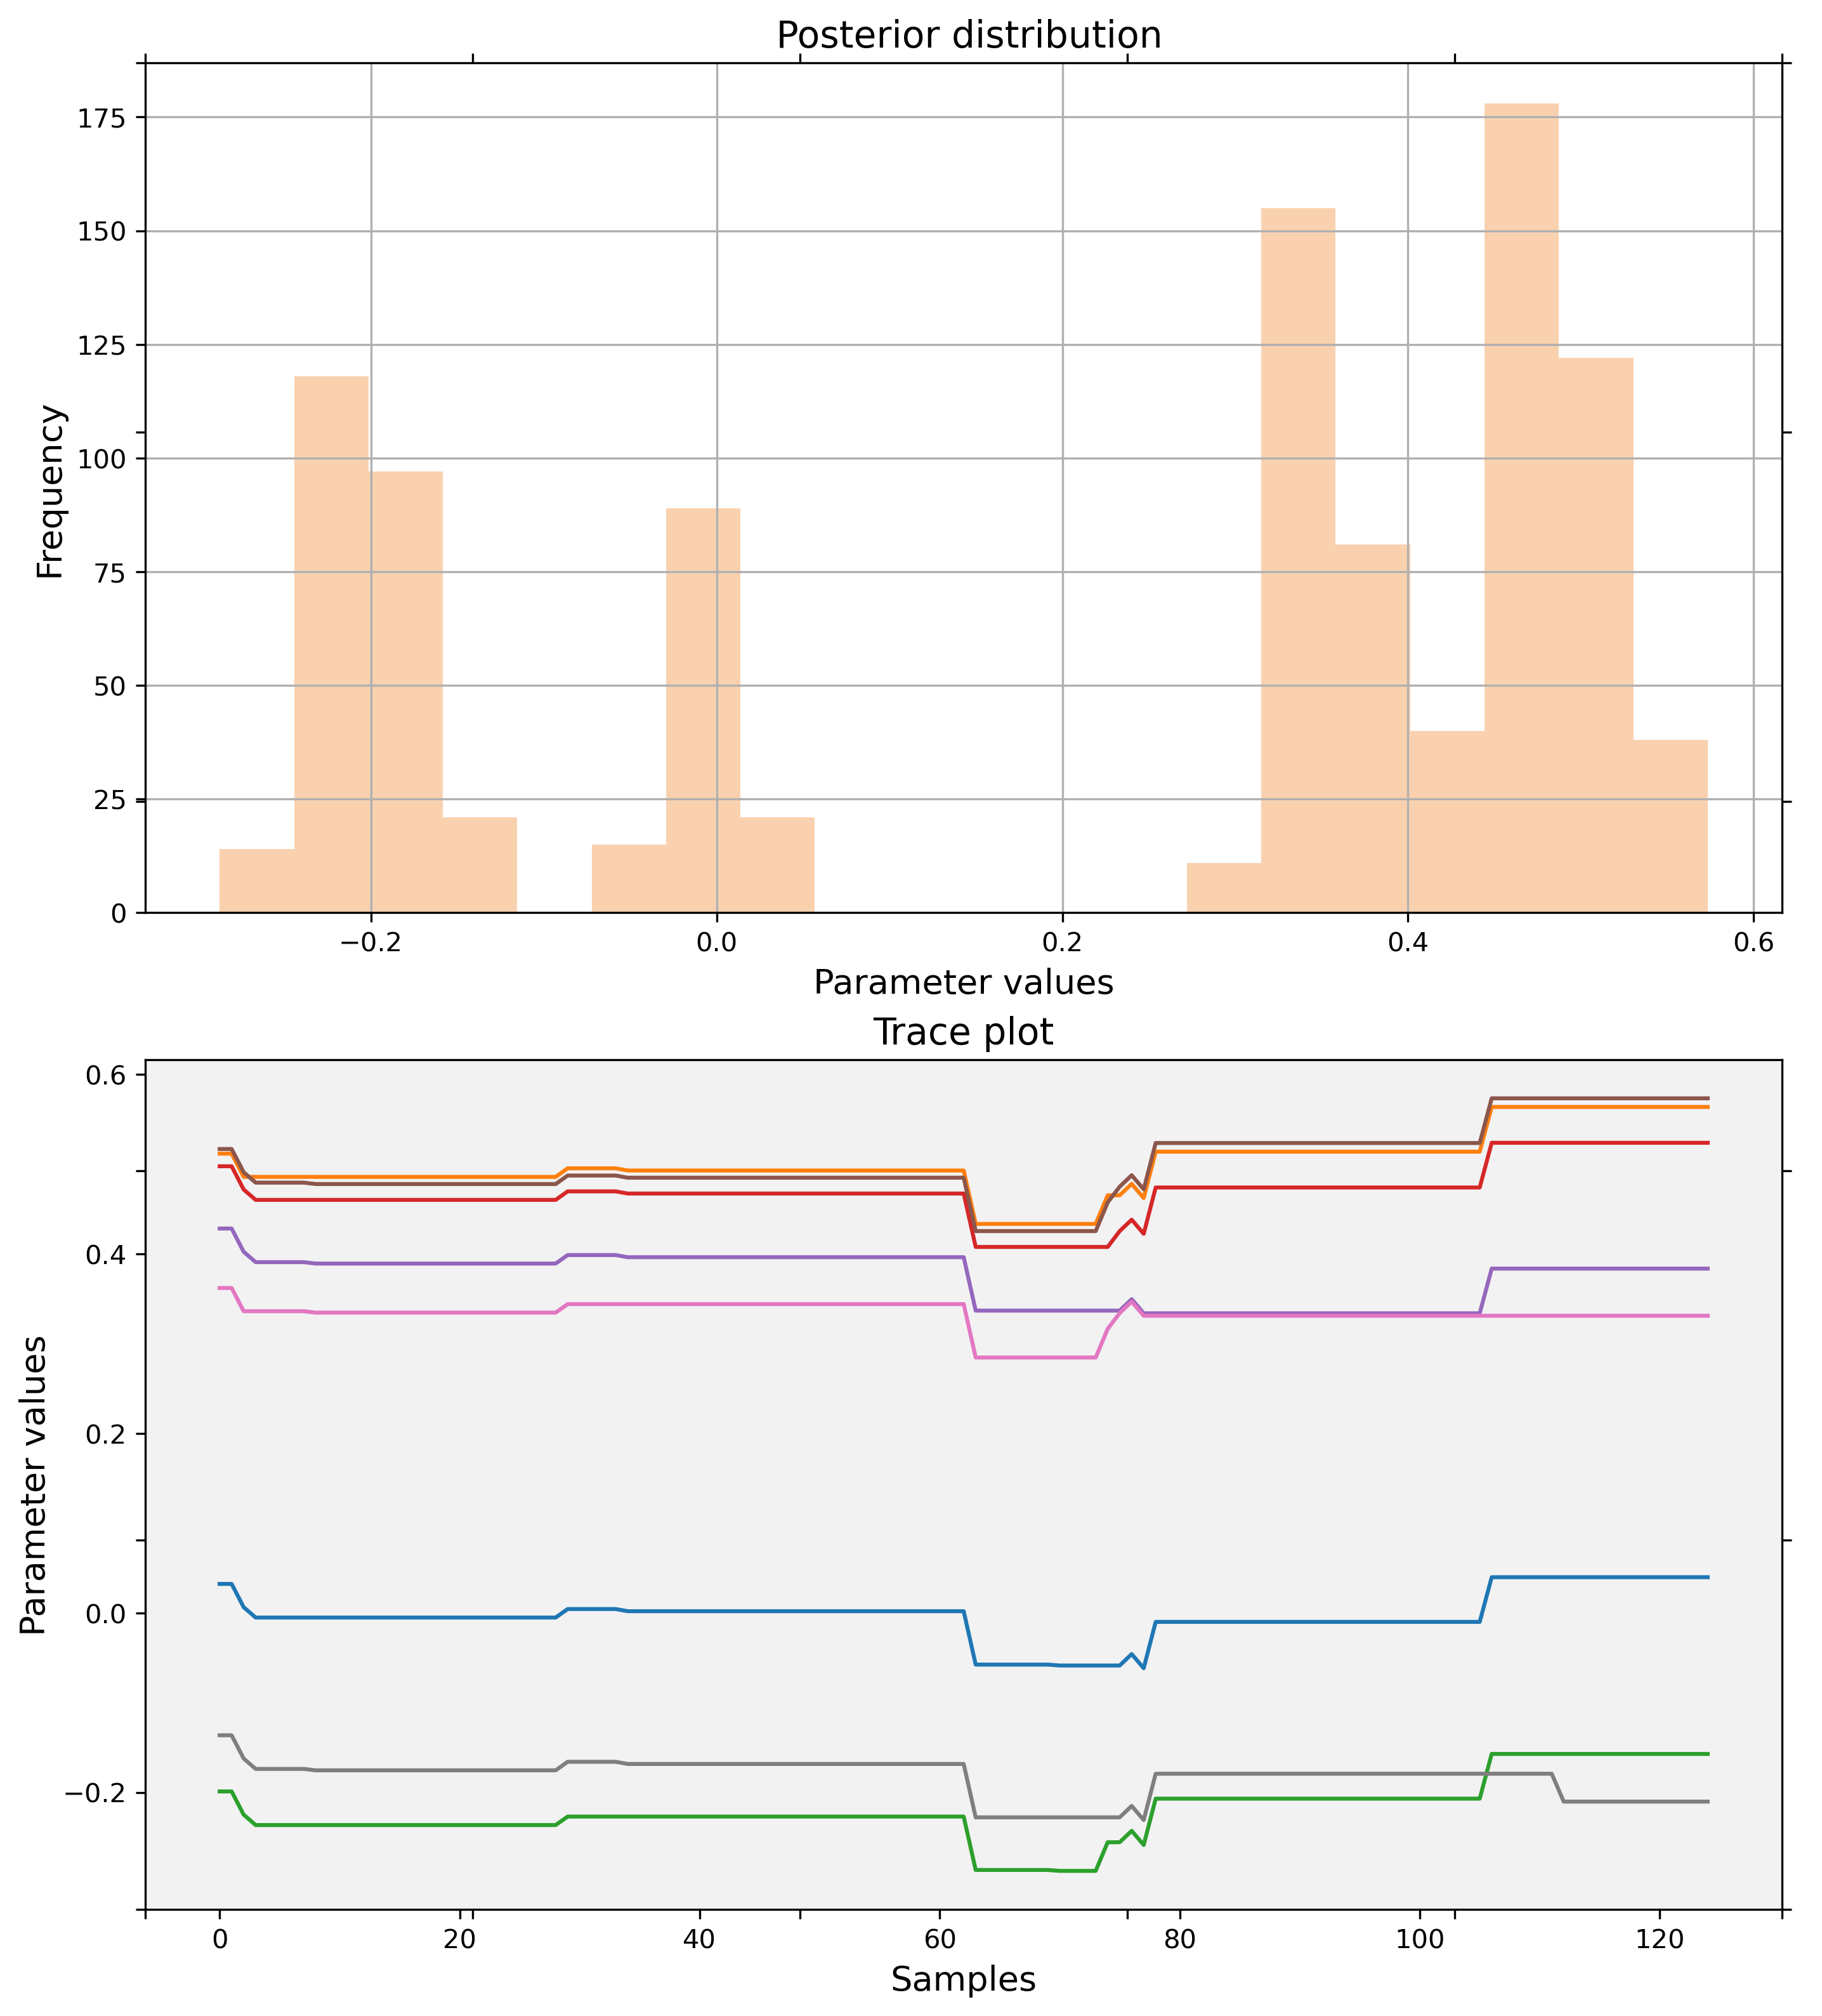 Posterior distribution
175
150
125
100
75
50
25
0
Frequency
−0.2 0.0 0.2 0.4 0.6
Parameter values
Trace plot
0.6
0.4
0.2
0.0
−0.2
Parameter values
0 20 40 60 80 100 120
Samples